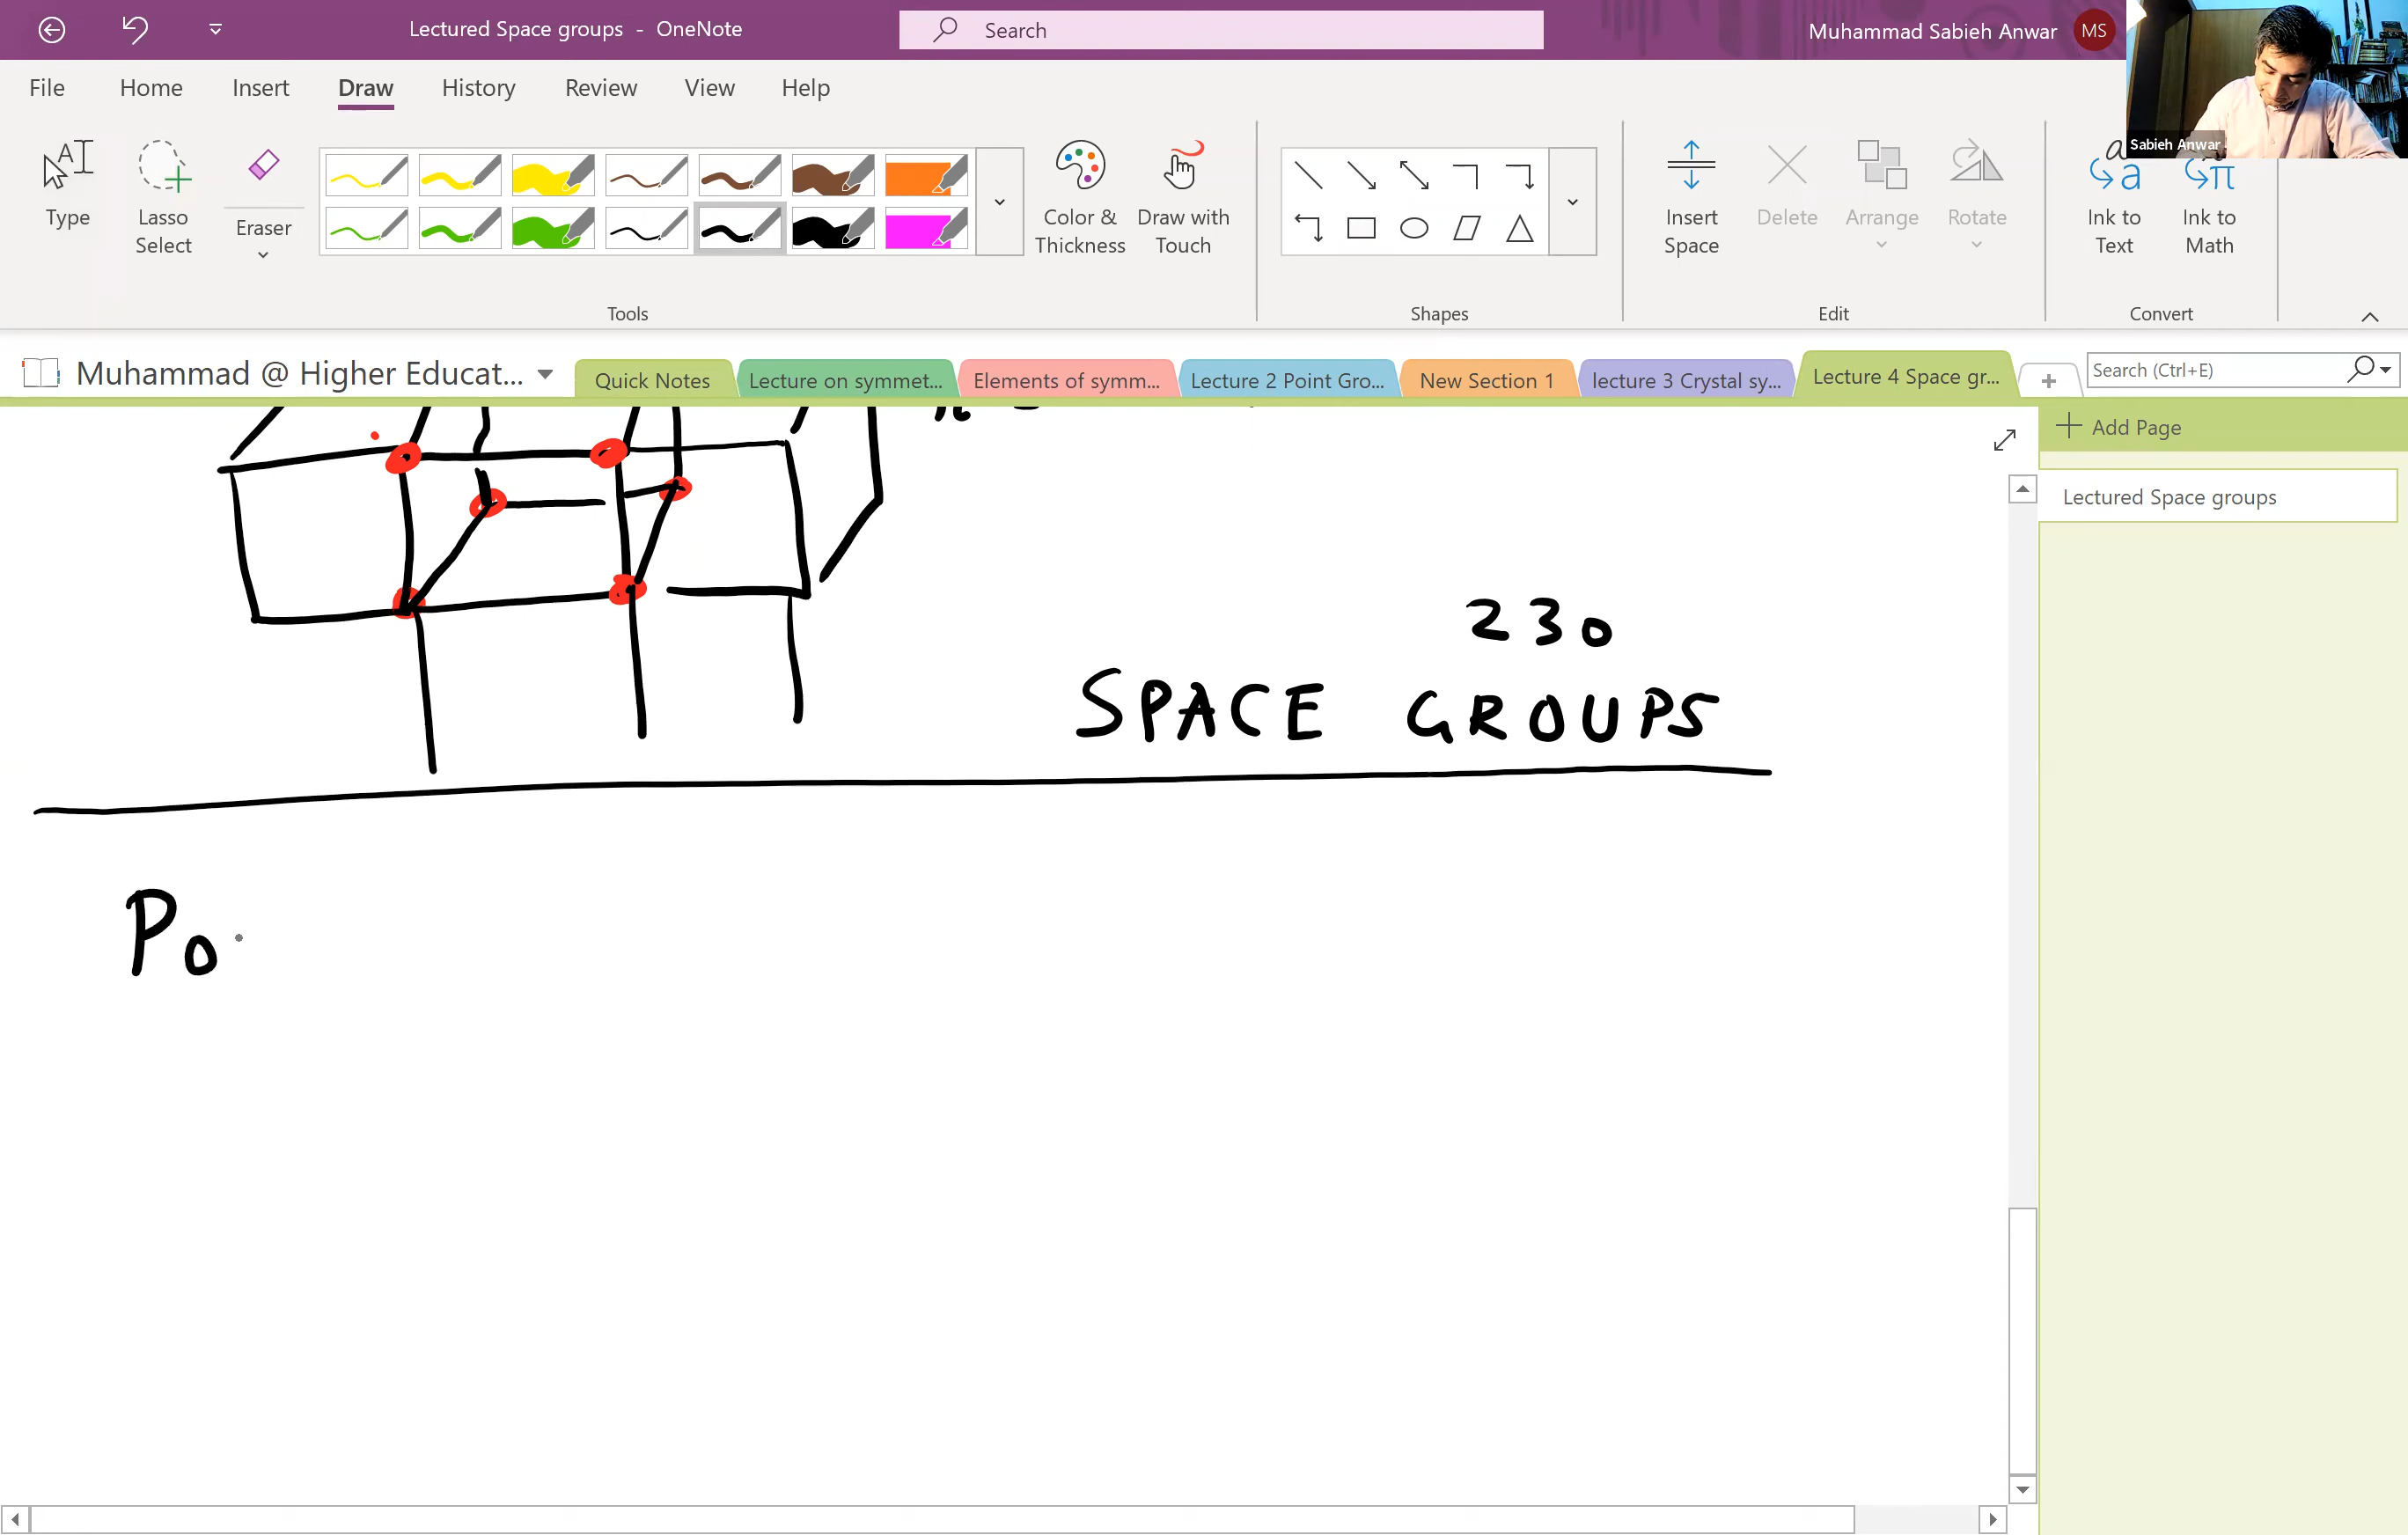 Lectured Space groups - OneNote
Search
Muhammad Sabieh Anwar
MS
File Home Insert Draw History Review View Help
Sabieh Anwar
Type
Lasso Select
Eraser
Color & Thickness
Draw with Touch
Insert Space
Delete
Arrange
Rotate
Ink to Text
Ink to Math
Tools
Shapes
Edit
Convert
Muhammad @ Higher Educat...
Quick Notes
Lecture on symmet...
Elements of symm...
Lecture 2 Point Gro...
New Section 1
lecture 3 Crystal sy...
Lecture 4 Space gr...
Search (Ctrl+E)
Add Page
Lectured Space groups
230
SPACE GROUPS
Po